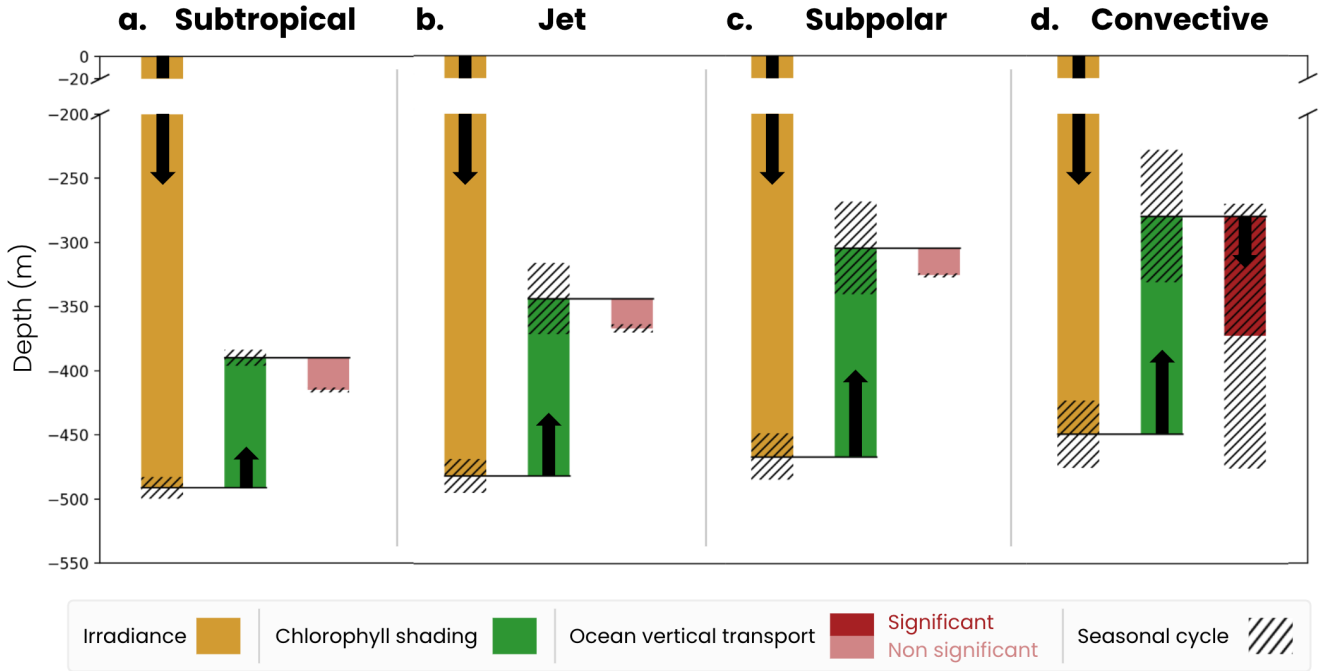 a. Subtropical
b. Jet
c. Subpolar
d. Convective
Depth (m)
0
−20
−200
−250
−300
−350
−400
−450
−500
−550
Irradiance
Chlorophyll shading
Ocean vertical transport
Significant
Non significant
Seasonal cycle